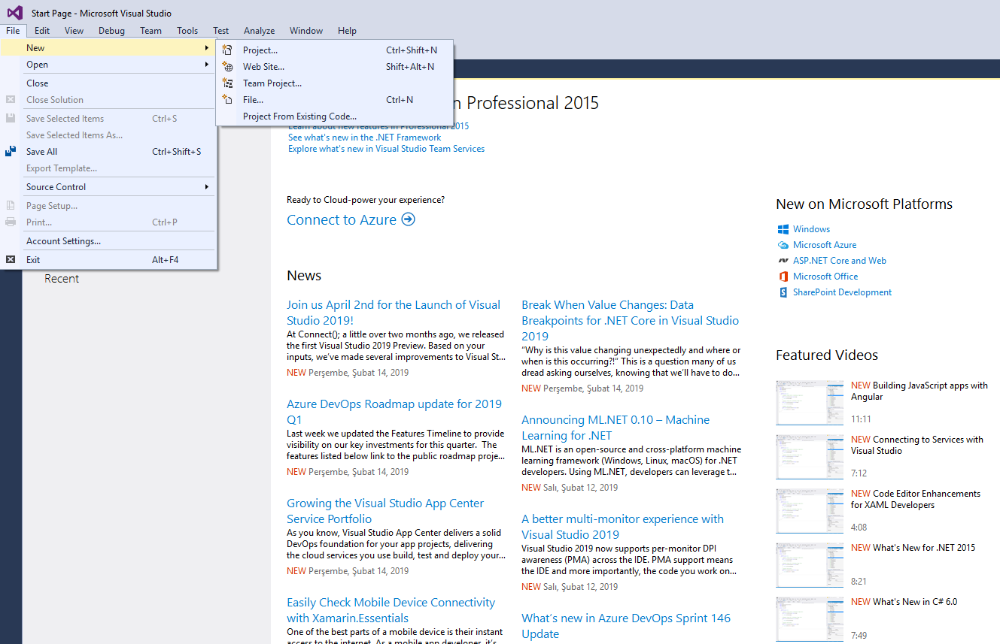 Start Page - Microsoft Visual Studio
File Edit View Debug Team Tools Test Analyze Window Help
New
Open
Close
Close Solution
Save Selected Items Ctrl+S
Save Selected Items As...
Save All Ctrl+Shift+S
Export Template...
Source Control
Page Setup...
Print... Ctrl+P
Account Settings...
Exit Alt+F4
Project... Ctrl+Shift+N
Web Site... Shift+Alt+N
Team Project...
File... Ctrl+N
Project From Existing Code...
Recent
n Professional 2015
Learn about new features in Professional 2015
See what's new in the .NET Framework
Explore what's new in Visual Studio Team Services
Ready to Cloud-power your experience?
Connect to Azure
News
Join us April 2nd for the Launch of Visual
Studio 2019!
At Connect(); a little over two months ago, we released
the first Visual Studio 2019 Preview. Based on your
inputs, we’ve made several improvements to Visual St...
NEW Perşembe, Şubat 14, 2019
Azure DevOps Roadmap update for 2019
Q1
Last week we updated the Features Timeline to provide
visibility on our key investments for this quarter.  The
features listed below link to the public roadmap proje...
NEW Perşembe, Şubat 14, 2019
Growing the Visual Studio App Center
Service Portfolio
As you know, Visual Studio App Center delivers a solid
DevOps foundation for your app projects, delivering
the cloud services you use build, test and deploy your...
NEW Perşembe, Şubat 14, 2019
Easily Check Mobile Device Connectivity
with Xamarin.Essentials
One of the best parts of a mobile device is their instant
access to the internet. As a mobile app developer, it’s
Break When Value Changes: Data
Breakpoints for .NET Core in Visual Studio
2019
“Why is this value changing unexpectedly and where or
when is this occurring?!” This is a question many of us
dread asking ourselves, knowing that we’ll have to do...
NEW Perşembe, Şubat 14, 2019
Announcing ML.NET 0.10 – Machine
Learning for .NET
ML.NET is an open-source and cross-platform machine
learning framework (Windows, Linux, macOS) for .NET
developers. Using ML.NET, developers can leverage t...
NEW Salı, Şubat 12, 2019
A better multi-monitor experience with
Visual Studio 2019
Visual Studio 2019 now supports per-monitor DPI
awareness (PMA) across the IDE. PMA support means
the IDE and more importantly, the code you work on...
NEW Salı, Şubat 12, 2019
What’s new in Azure DevOps Sprint 146
Update
New on Microsoft Platforms
Windows
Microsoft Azure
ASP.NET Core and Web
Microsoft Office
SharePoint Development
Featured Videos
NEW Building JavaScript apps with
Angular
11:11
NEW Connecting to Services with
Visual Studio
7:12
NEW Code Editor Enhancements
for XAML Developers
4:08
NEW What's New for .NET 2015
8:21
NEW What's New in C# 6.0
7:49